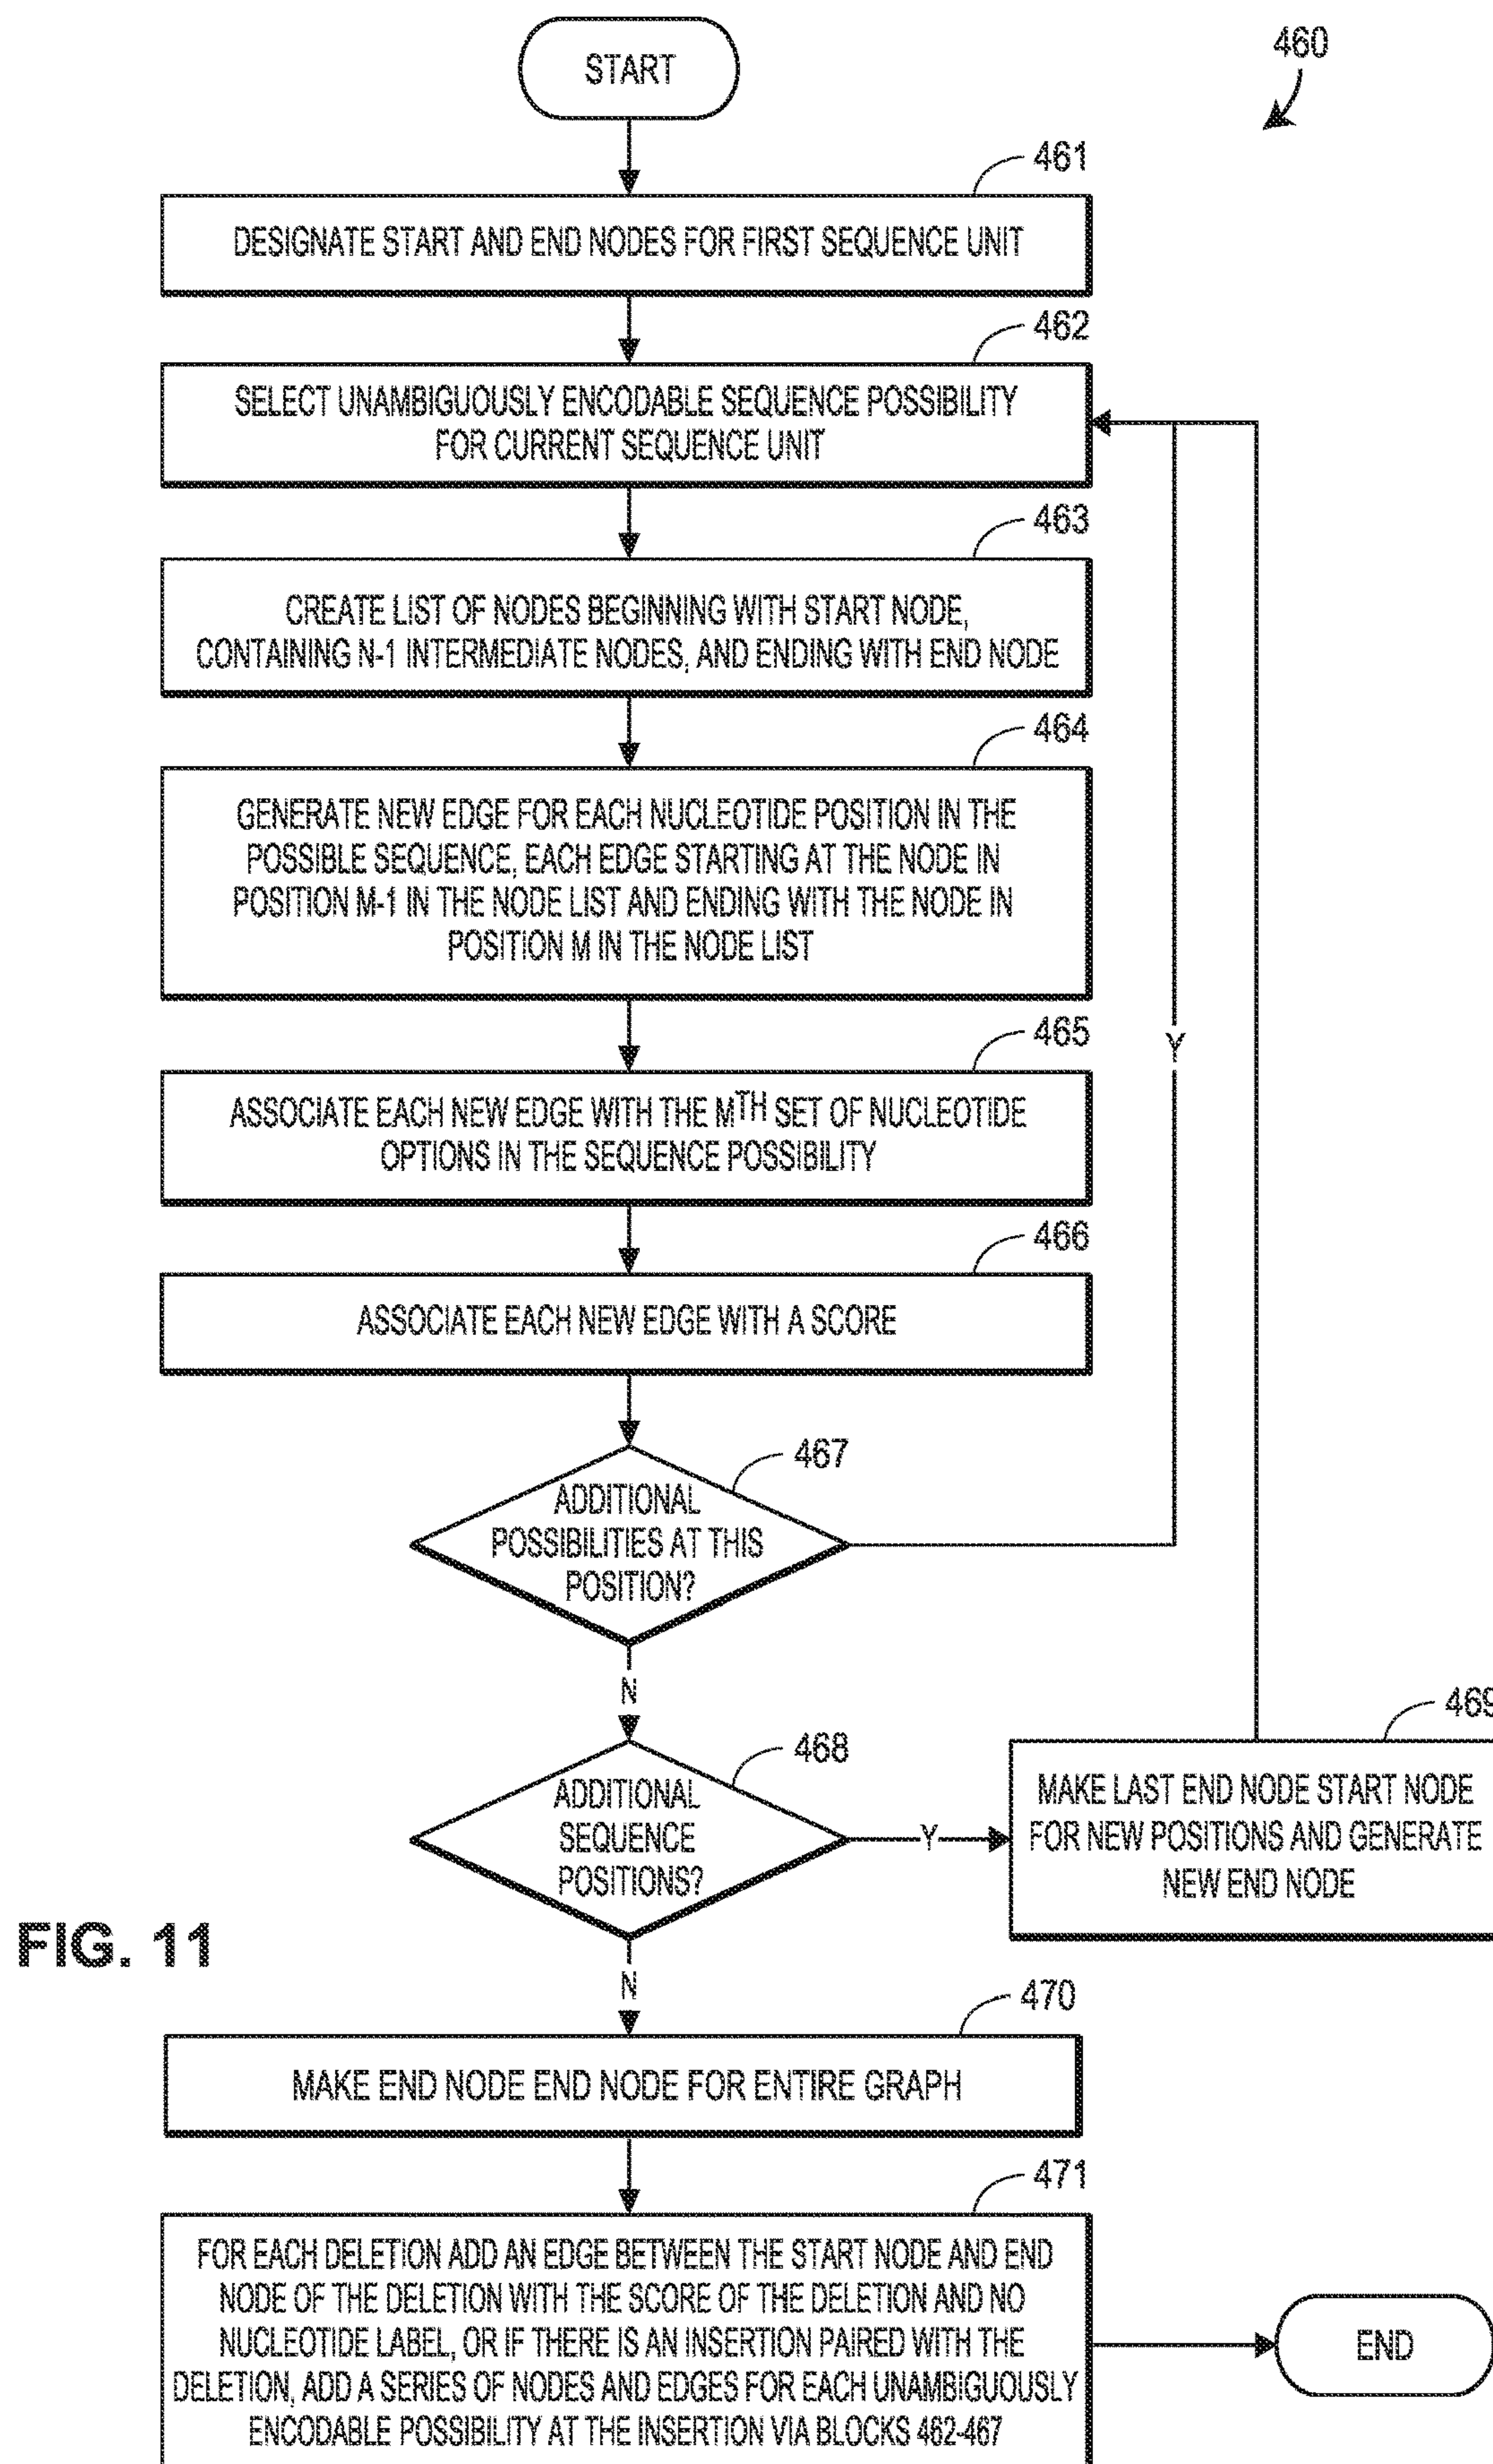 START
460
461
DESIGNATE START AND END NODES FOR FIRST SEQUENCE UNIT
462
SELECT UNAMBIGUOUSLY ENCODABLE SEQUENCE POSSIBILITY
FOR CURRENT SEQUENCE UNIT
463
CREATE LIST OF NODES BEGINNING WITH START NODE,
CONTAINING N-1 INTERMEDIATE NODES, AND ENDING WITH END NODE
464
GENERATE NEW EDGE FOR EACH NUCLEOTIDE POSITION IN THE
POSSIBLE SEQUENCE, EACH EDGE STARTING AT THE NODE IN
POSITION M-1 IN THE NODE LIST AND ENDING WITH THE NODE IN
POSITION M IN THE NODE LIST
465
Y
ASSOCIATE EACH NEW EDGE WITH THE MTH SET OF NUCLEOTIDE
OPTIONS IN THE SEQUENCE POSSIBILITY
466
ASSOCIATE EACH NEW EDGE WITH A SCORE
467
ADDITIONAL
POSSIBILITIES AT THIS
POSITION?
N
468
ADDITIONAL
SEQUENCE
POSITIONS?
Y
469
MAKE LAST END NODE START NODE
FOR NEW POSITIONS AND GENERATE
NEW END NODE
FIG. 11
N
470
MAKE END NODE END NODE FOR ENTIRE GRAPH
471
FOR EACH DELETION ADD AN EDGE BETWEEN THE START NODE AND END
NODE OF THE DELETION WITH THE SCORE OF THE DELETION AND NO
NUCLEOTIDE LABEL, OR IF THERE IS AN INSERTION PAIRED WITH THE
DELETION, ADD A SERIES OF NODES AND EDGES FOR EACH UNAMBIGUOUSLY
ENCODABLE POSSIBILITY AT THE INSERTION VIA BLOCKS 462-467
END